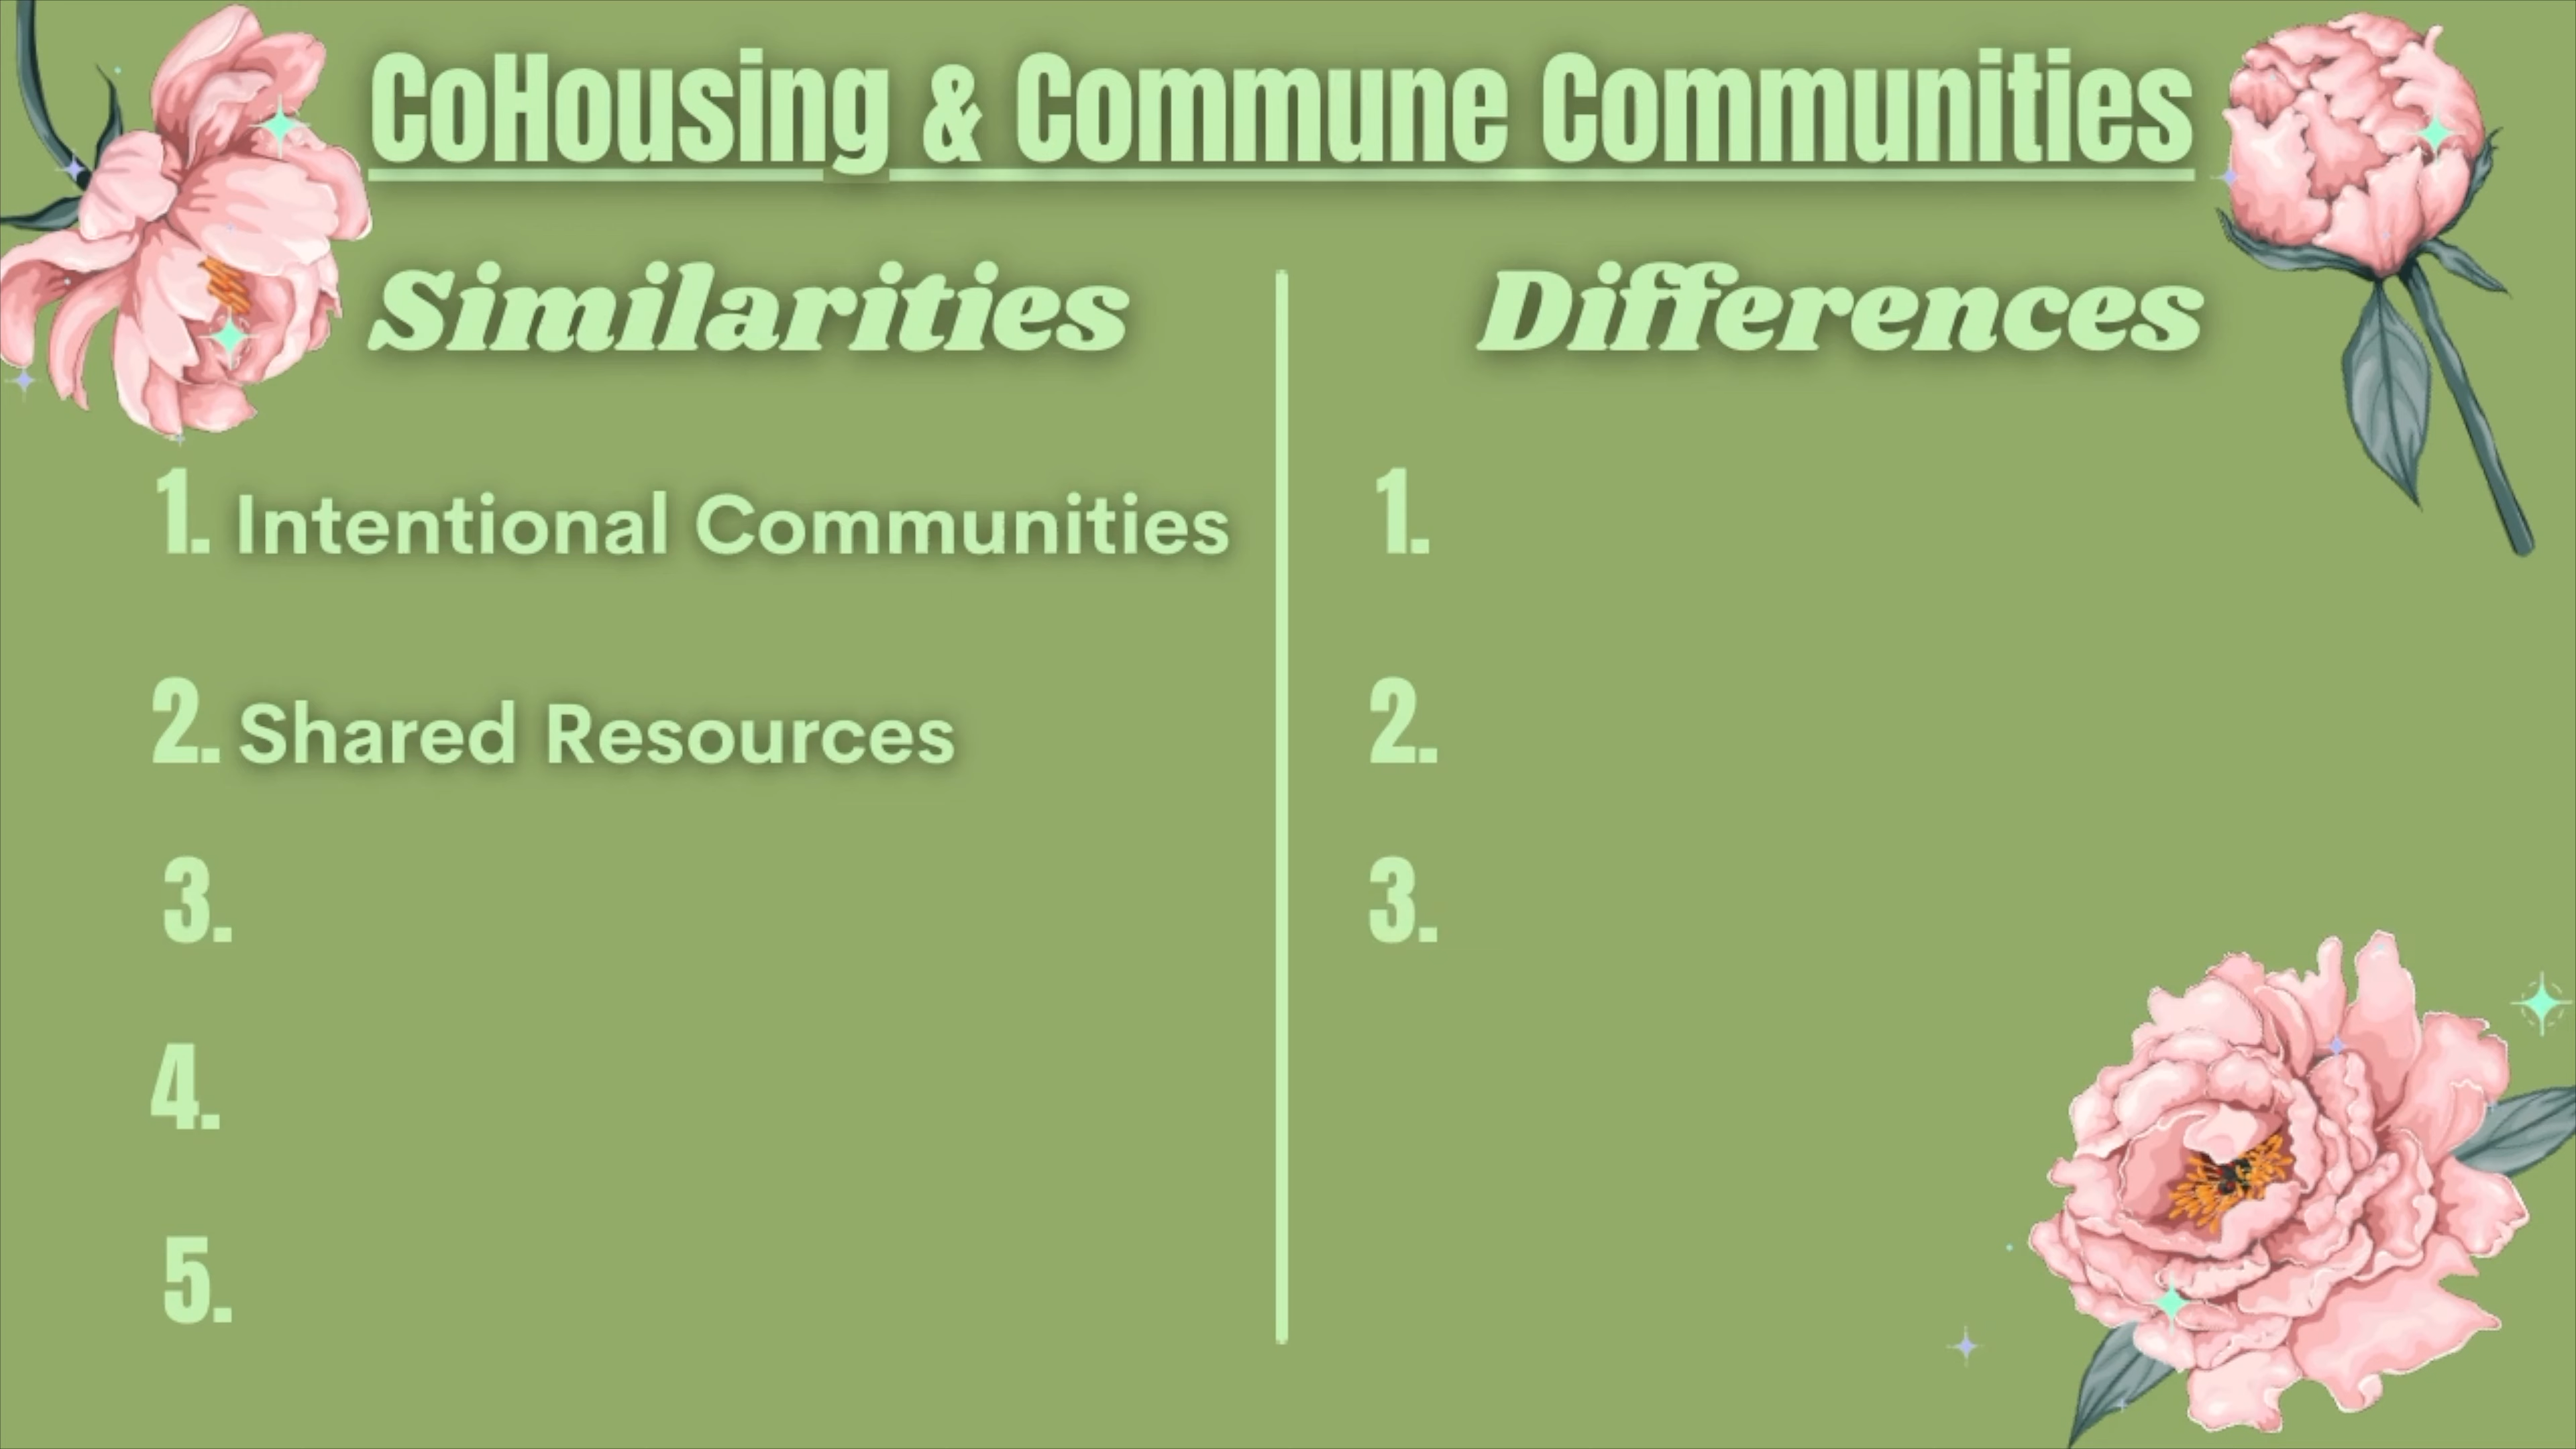 CoHousing & Commune Communities
Similarities
1. Intentional Communities
2. Shared Resources
3.
4.
5.
Differences
1.
2.
3.